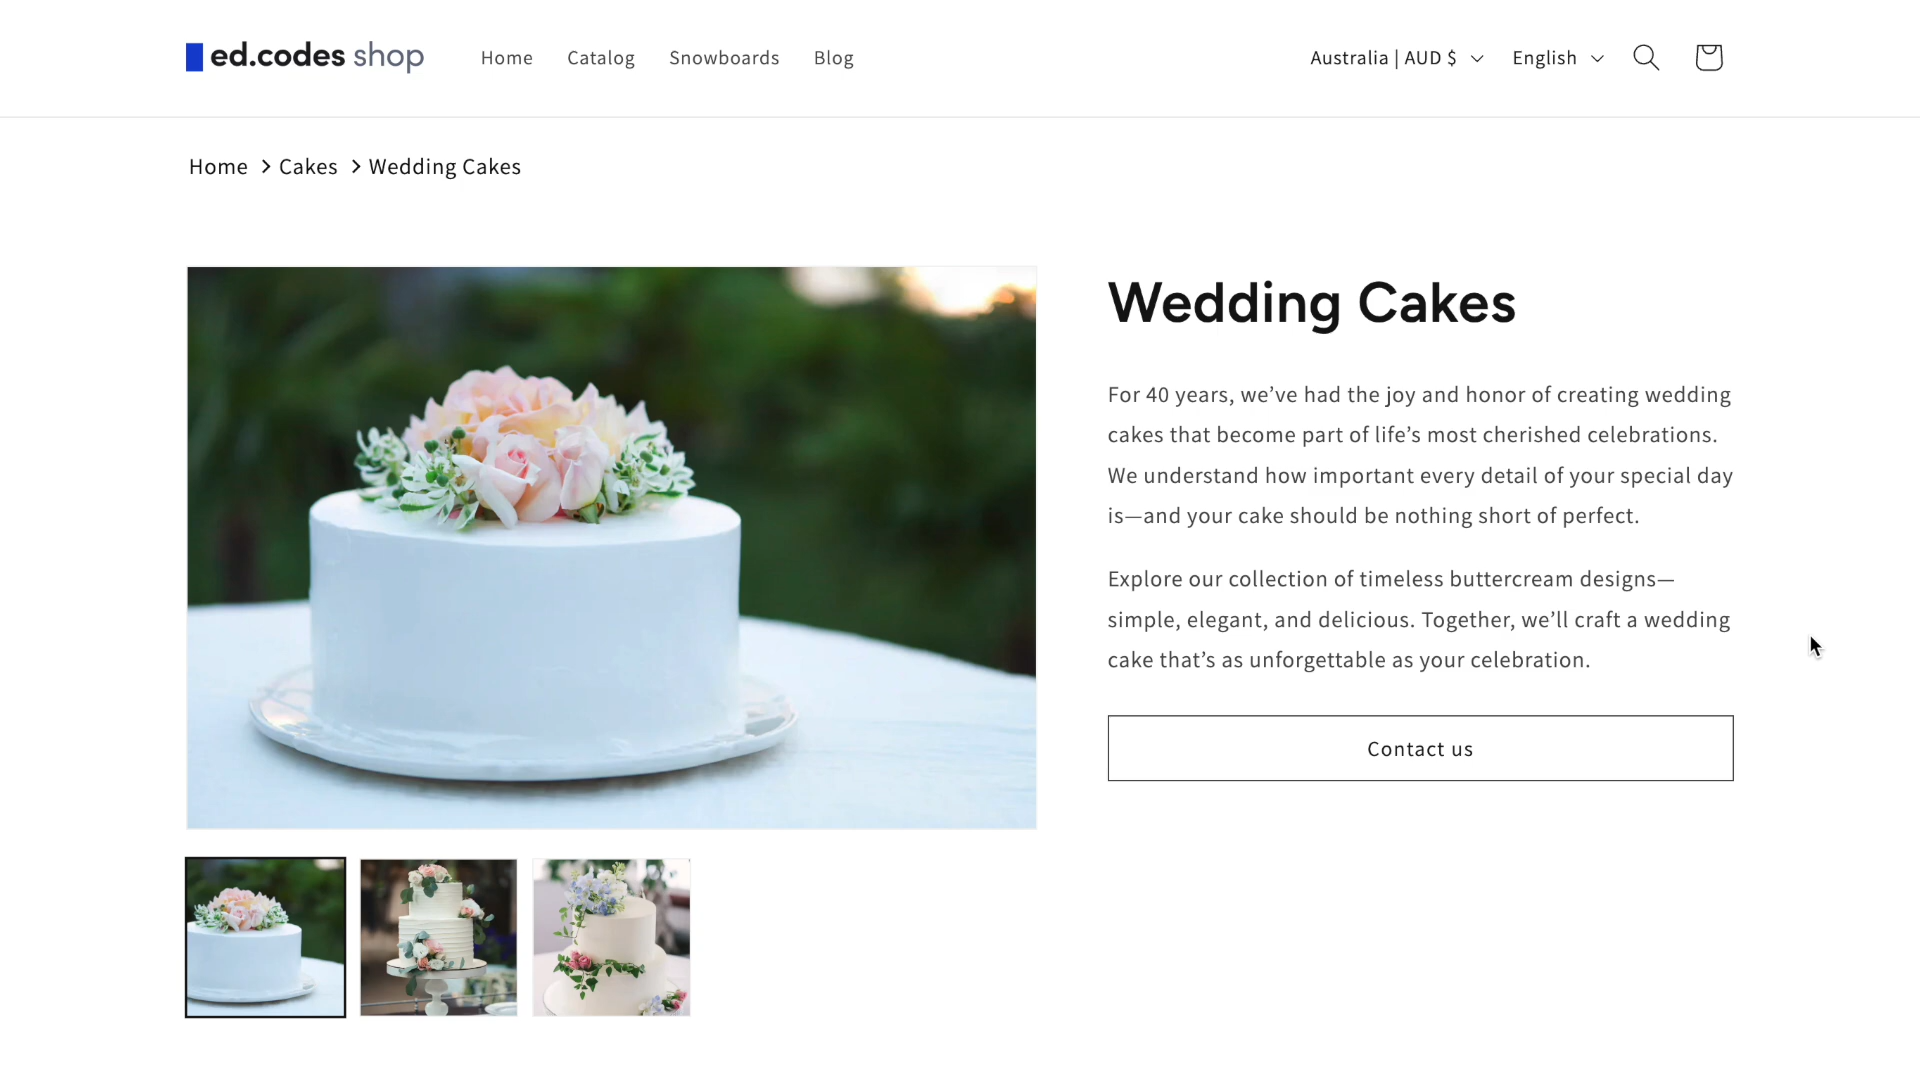 ed.codes shop
Home
Catalog
Snowboards
Blog
Australia | AUD $
English
Home > Cakes > Wedding Cakes
Wedding Cakes
For 40 years, we’ve had the joy and honor of creating wedding
cakes that become part of life’s most cherished celebrations.
We understand how important every detail of your special day
is—and your cake should be nothing short of perfect.
Explore our collection of timeless buttercream designs—
simple, elegant, and delicious. Together, we’ll craft a wedding
cake that’s as unforgettable as your celebration.
Contact us